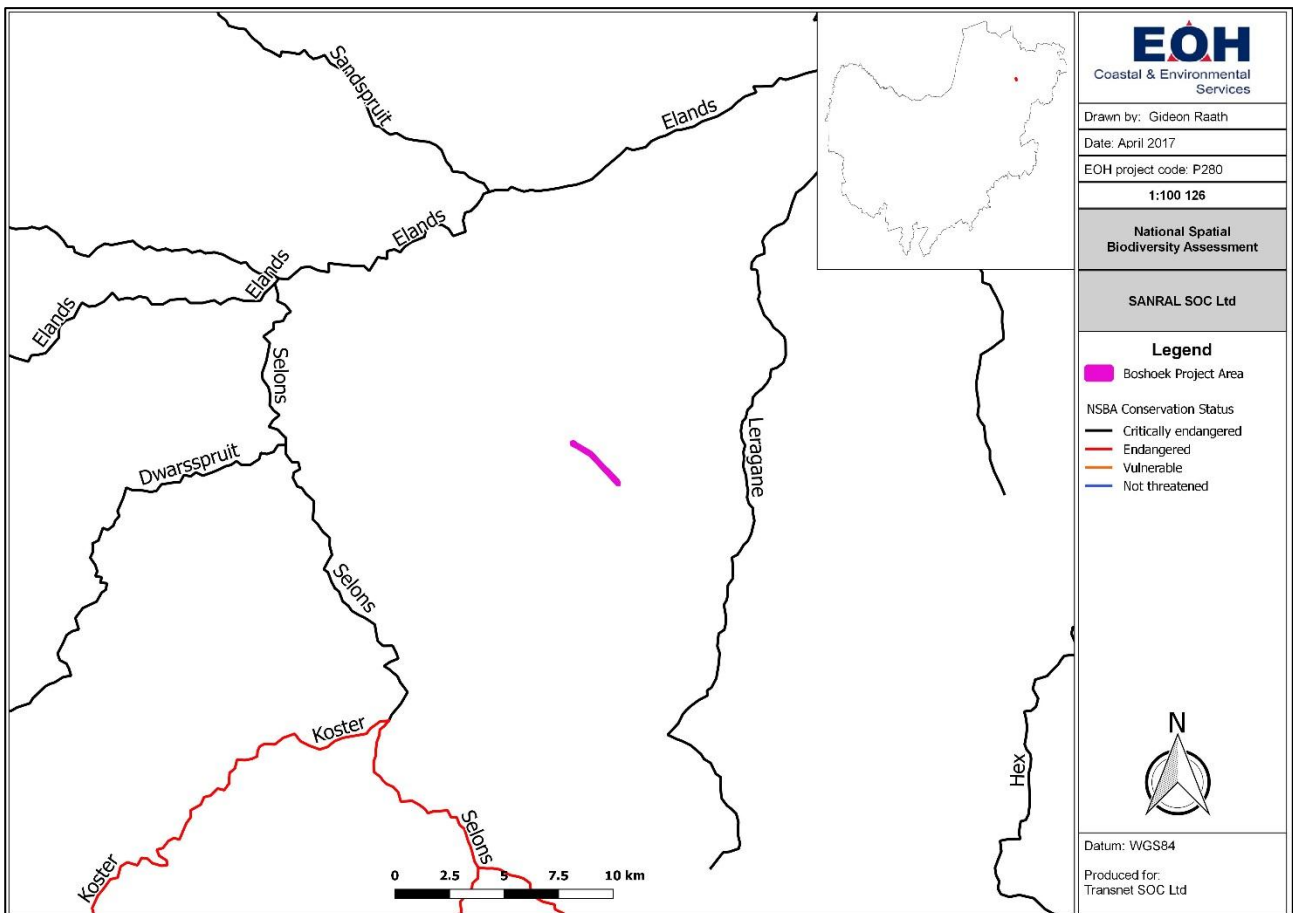 Sandspruit
Elands
Elands
Elands
Elands
Selons
Dwarsspruit
Leragane
Selons
Koster
Hex
Selons
Koster
0 2.5 5 7.5 10 km
EOH
Coastal & Environmental
Services
Drawn by: Gideon Raath
Date: April 2017
EOH project code: P280
1:100 126
National Spatial
Biodiversity Assessment
SANRAL SOC Ltd
Legend
Boshoek Project Area
NSBA Conservation Status
Critically endangered
Endangered
Vulnerable
Not threatened
N
Datum: WGS84
Produced for:
Transnet SOC Ltd